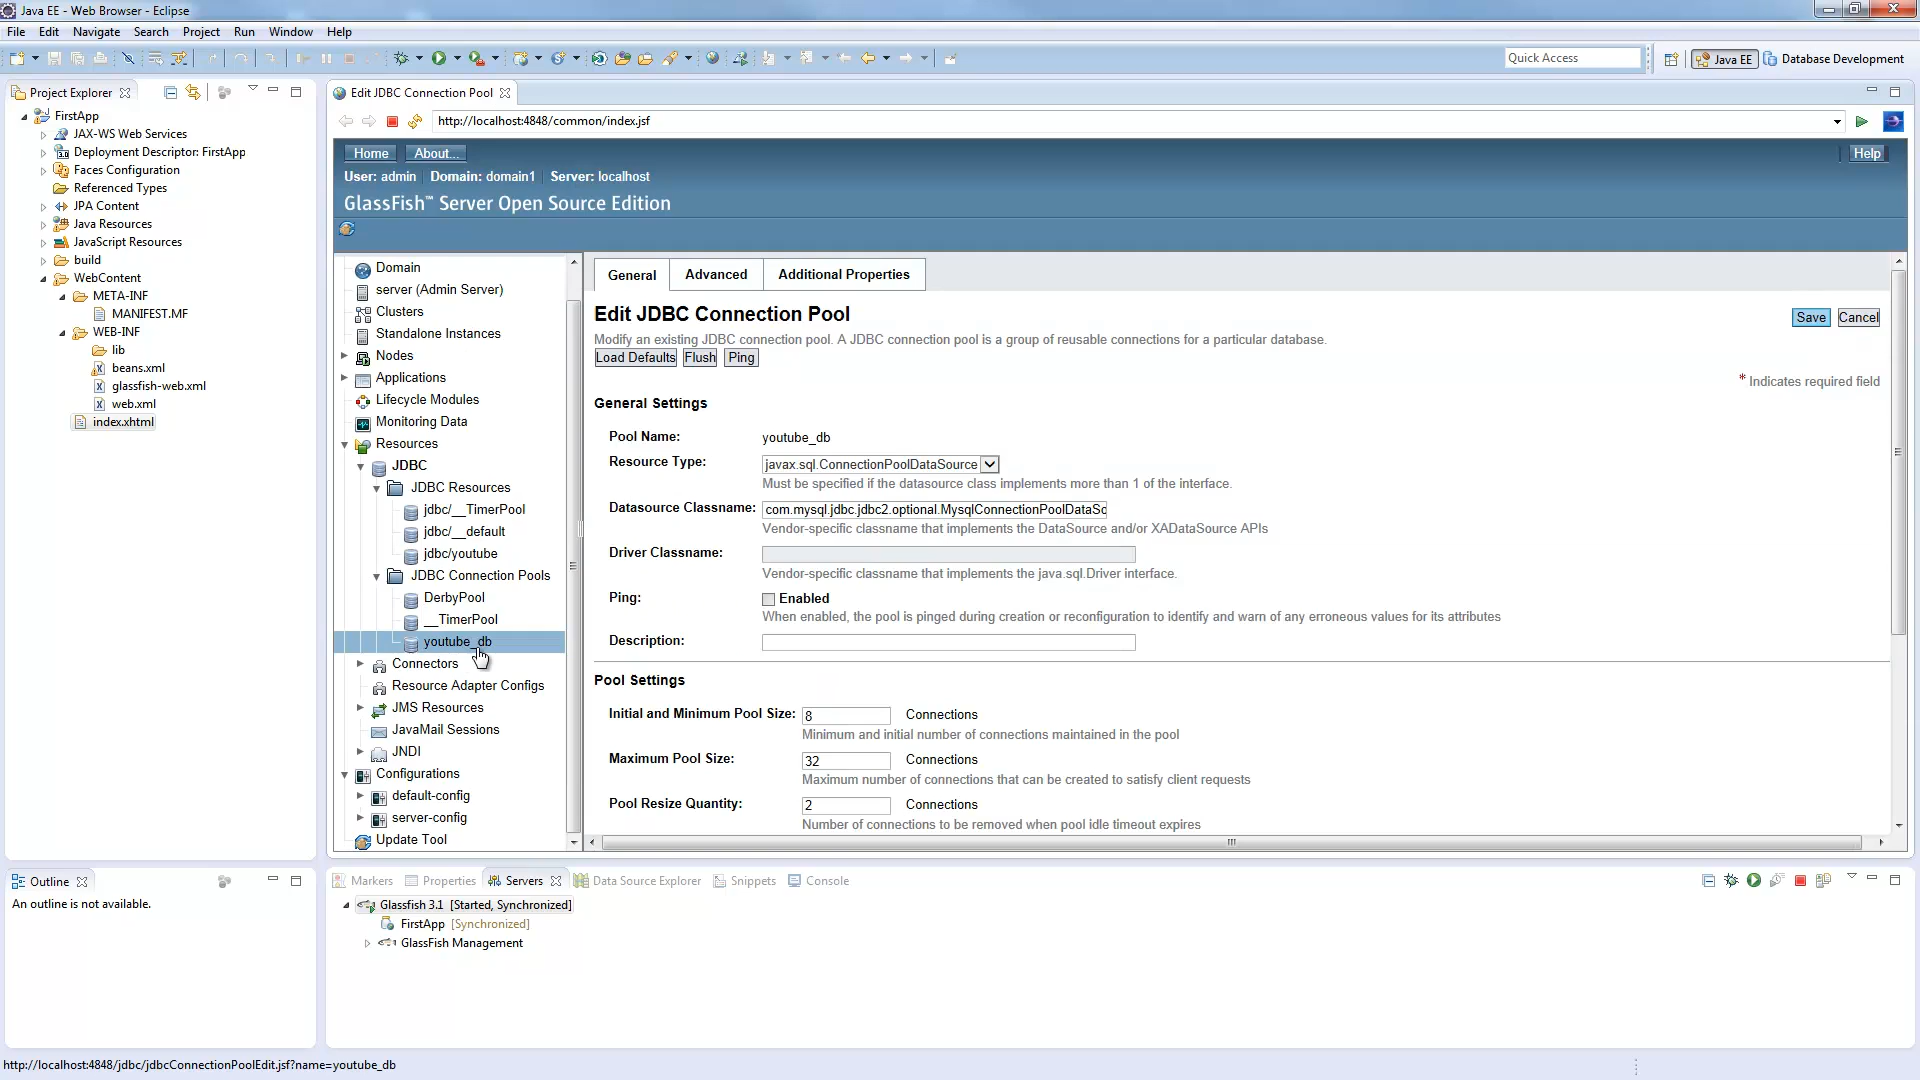 Java EE - Web Browser - Eclipse
File Edit Navigate Search Project Run Window Help
Quick Access
Java EE
Database Development
Project Explorer
FirstApp
JAX-WS Web Services
Deployment Descriptor: FirstApp
Faces Configuration
Referenced Types
JPA Content
Java Resources
JavaScript Resources
build
WebContent
META-INF
MANIFEST.MF
WEB-INF
lib
beans.xml
glassfish-web.xml
web.xml
index.xhtml
Outline
An outline is not available.
Edit JDBC Connection Pool
http://localhost:4848/common/index.jsf
Home About... Help
User: admin Domain: domain1 Server: localhost
GlassFish™ Server Open Source Edition
Domain
server (Admin Server)
Clusters
Standalone Instances
Nodes
Applications
Lifecycle Modules
Monitoring Data
Resources
JDBC
JDBC Resources
jdbc/__TimerPool
jdbc/__default
jdbc/youtube
JDBC Connection Pools
DerbyPool
__TimerPool
youtube_db
Connectors
Resource Adapter Configs
JMS Resources
JavaMail Sessions
JNDI
Configurations
default-config
server-config
Update Tool
General Advanced Additional Properties
Edit JDBC Connection Pool
Save Cancel
Modify an existing JDBC connection pool. A JDBC connection pool is a group of reusable connections for a particular database.
Load Defaults Flush Ping
* Indicates required field
General Settings
Pool Name: youtube_db
Resource Type: javax.sql.ConnectionPoolDataSource
Must be specified if the datasource class implements more than 1 of the interface.
Datasource Classname: com.mysql.jdbc.jdbc2.optional.MysqlConnectionPoolDataSo
Vendor-specific classname that implements the DataSource and/or XADataSource APIs
Driver Classname:
Vendor-specific classname that implements the java.sql.Driver interface.
Ping: Enabled
When enabled, the pool is pinged during creation or reconfiguration to identify and warn of any erroneous values for its attributes
Description:
Pool Settings
Initial and Minimum Pool Size: 8 Connections
Minimum and initial number of connections maintained in the pool
Maximum Pool Size: 32 Connections
Maximum number of connections that can be created to satisfy client requests
Pool Resize Quantity: 2 Connections
Number of connections to be removed when pool idle timeout expires
Markers Properties Servers Data Source Explorer Snippets Console
Glassfish 3.1 [Started, Synchronized]
FirstApp [Synchronized]
GlassFish Management
http://localhost:4848/jdbc/jdbcConnectionPoolEdit.jsf?name=youtube_db